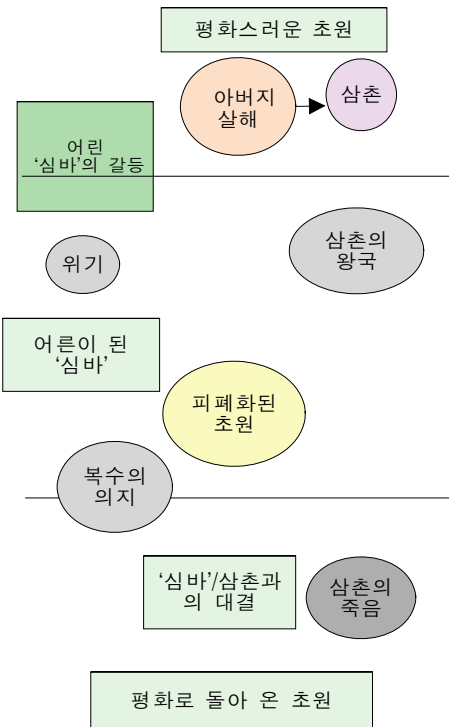 평화스러운 초원
아버지
살해
삼촌
어린
‘심바’의 갈등
위기
삼촌의
왕국
어른이 된
‘심바’
피폐화된
초원
복수의
의지
‘심바’/삼촌과
의 대결
삼촌의
죽음
평화로 돌아 온 초원